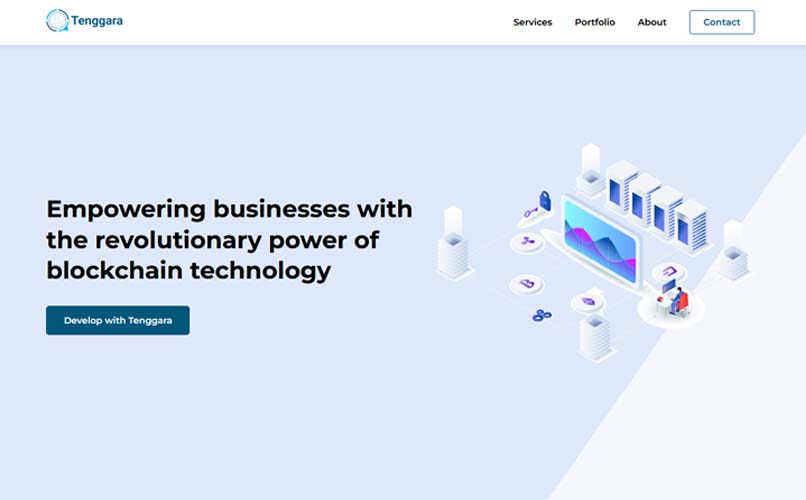 Tenggara
Services
Portfolio
About
Contact
Empowering businesses with
the revolutionary power of
blockchain technology
Develop with Tenggara